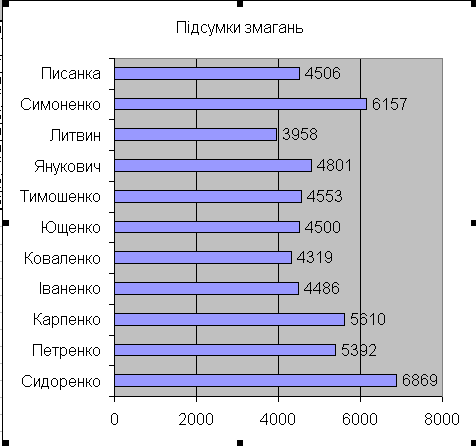 Підсумки змагань
Писанка 4506
Симоненко 6157
Литвин 3958
Янукович 4801
Тимошенко 4553
Ющенко 4500
Коваленко 4319
Іваненко 4486
Карпенко 5610
Петренко 5392
Сидоренко 6869
0 2000 4000 6000 8000